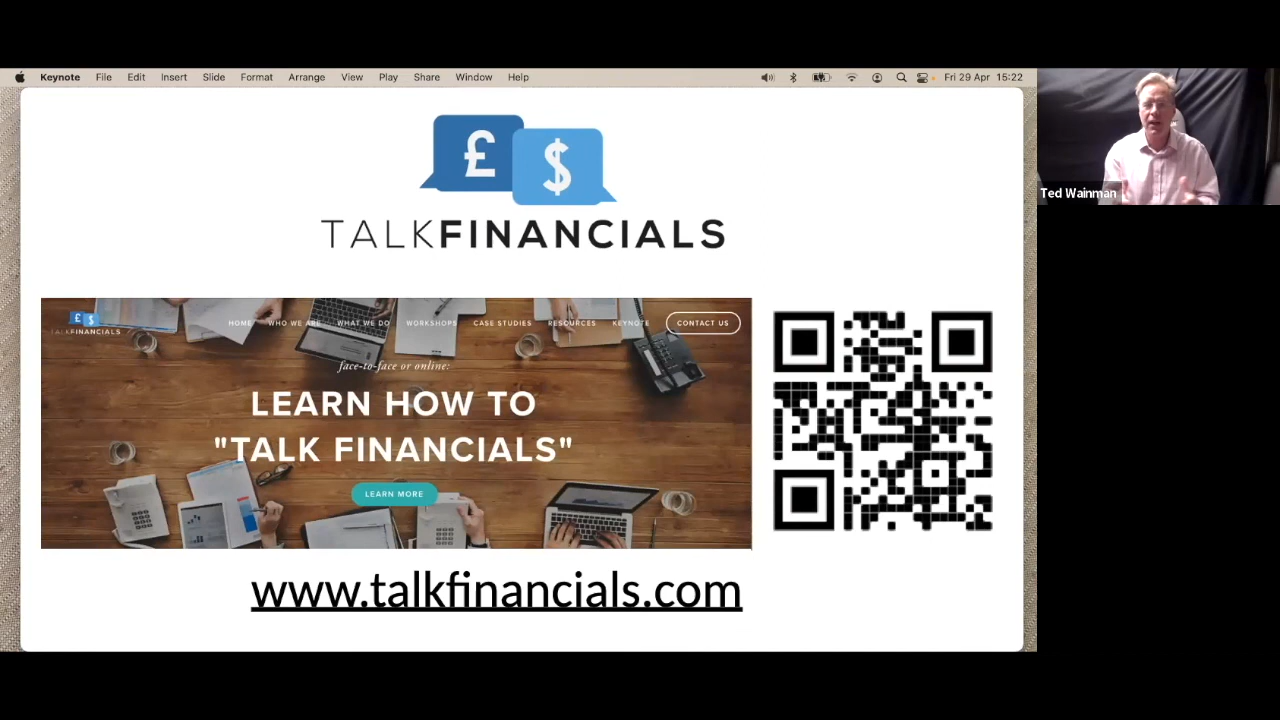 Keynote File Edit Insert Slide Format Arrange View Play Share Window Help Fri 29 Apr 15:22
£ $
TALKFINANCIALS
Ted Wainman
£ $
TALKFINANCIALS
HOME WHO WE ARE WHAT WE DO WORKSHOPS CASE STUDIES RESOURCES KEYNOTE CONTACT US
face-to-face or online:
LEARN HOW TO
"TALK FINANCIALS"
LEARN MORE
www.talkfinancials.com